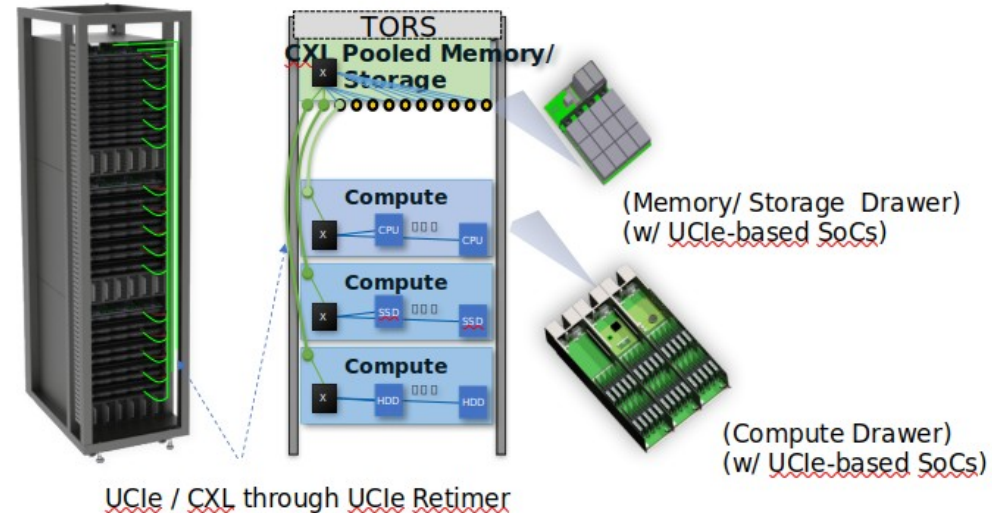 TORS
CXL Pooled Memory/
Storage
X
Compute
X
CPU
CPU
Compute
X
SSD
SSD
Compute
X
HDD
HDD
(Memory/ Storage Drawer)
(w/ UCIe-based SoCs)
(Compute Drawer)
(w/ UCIe-based SoCs)
UCIe / CXL through UCIe Retimer